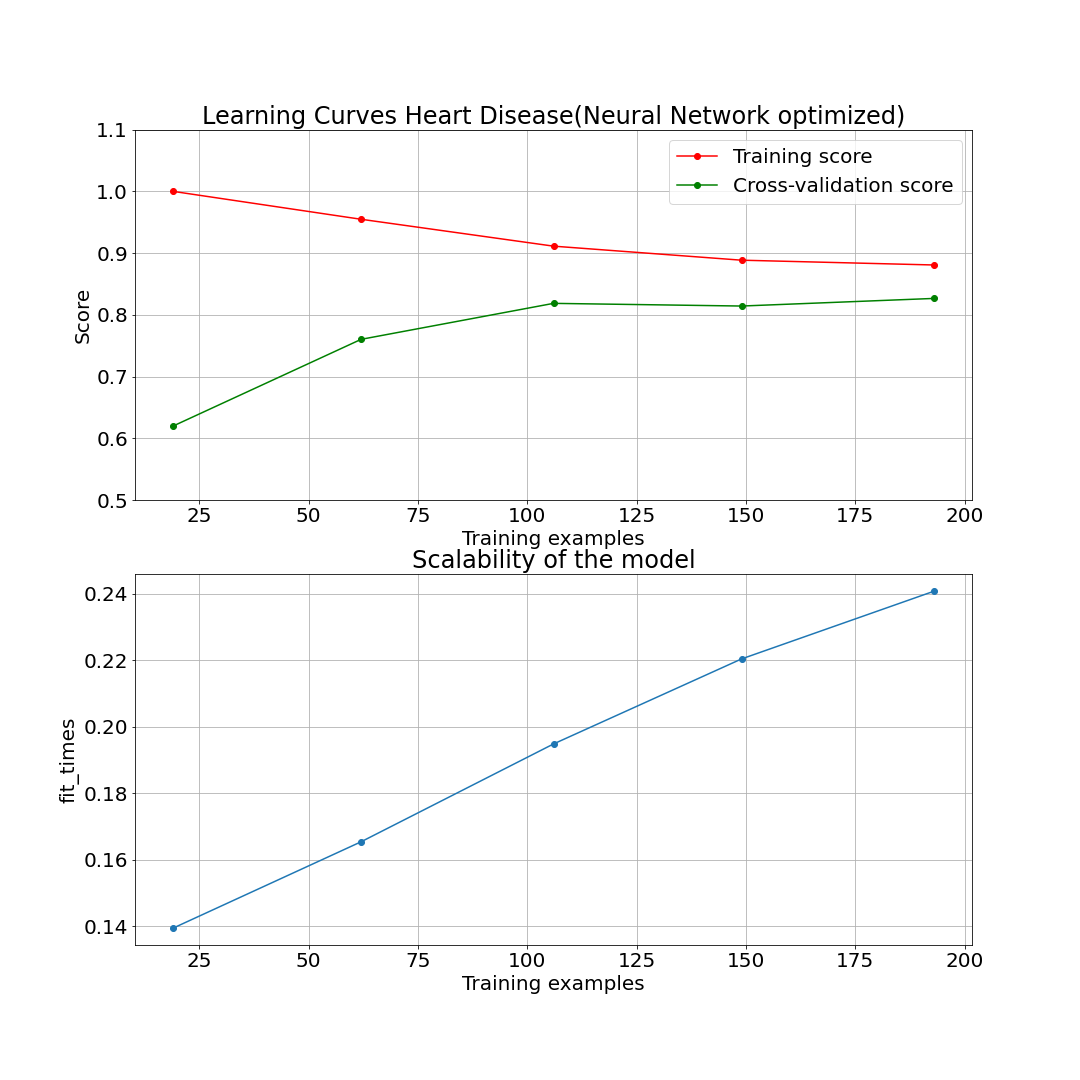 Learning Curves Heart Disease(Neural Network optimized)
1.1
1.0
0.9
0.8
0.7
0.6
0.5
Score
Training score
Cross-validation score
25 50 75 100 125 150 175 200
Training examples
Scalability of the model
0.24
0.22
0.20
0.18
0.16
0.14
fit_times
25 50 75 100 125 150 175 200
Training examples